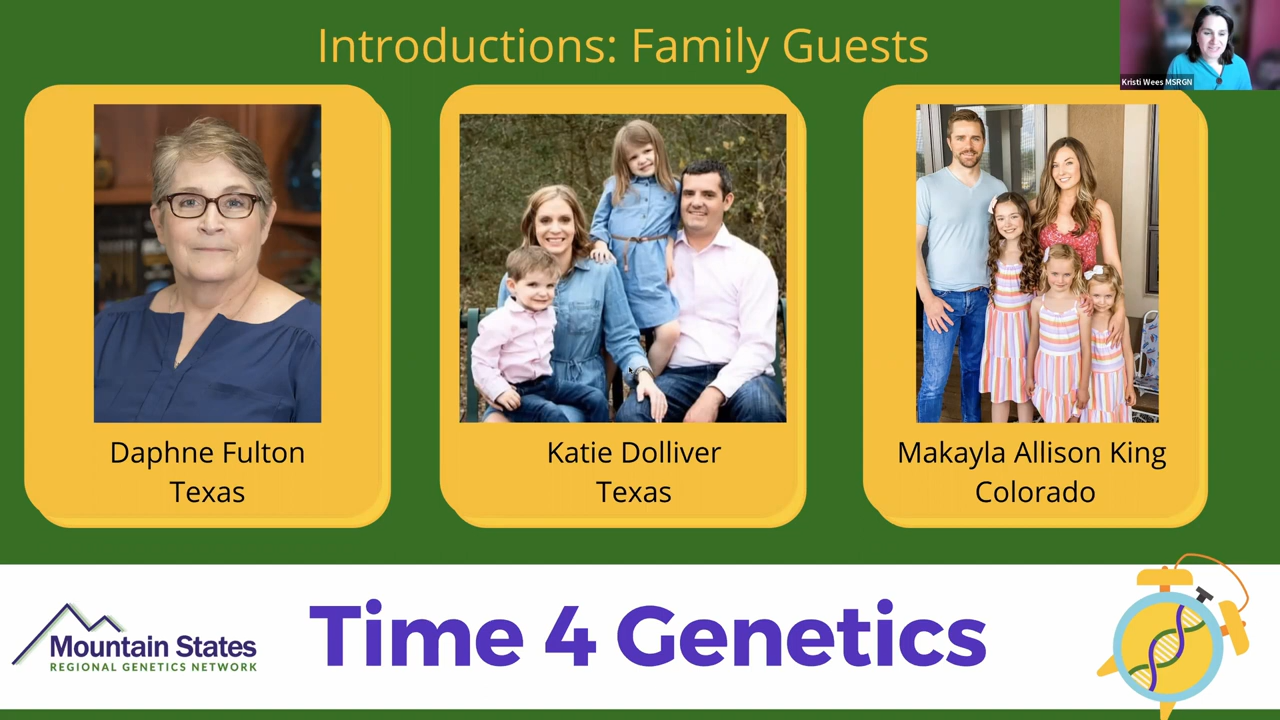 Introductions: Family Guests
Kristi Wees MSRGN
Daphne Fulton
Texas
Katie Dolliver
Texas
Makayla Allison King
Colorado
Mountain States
REGIONAL GENETICS NETWORK
Time 4 Genetics